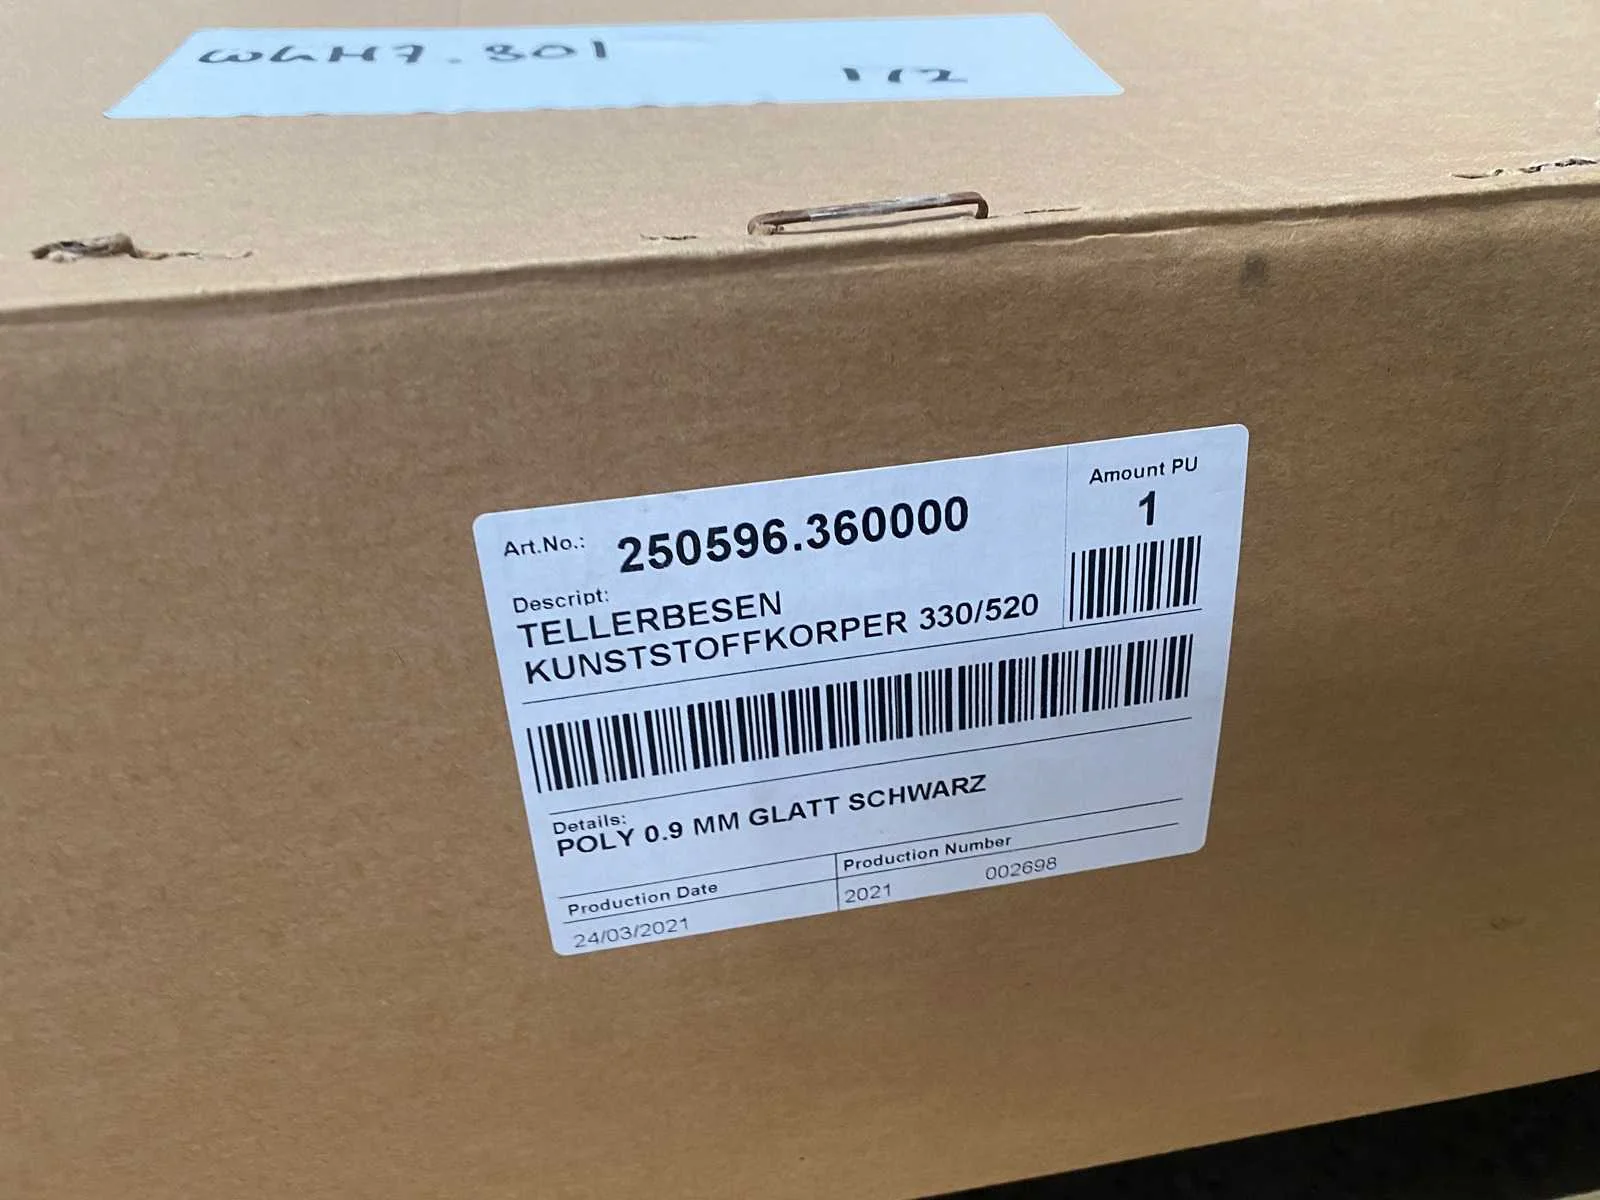 WGH7.801
1/2
Art.No.: 250596.360000
Amount PU
1
Descript:
TELLERBESEN
KUNSTSTOFFKORPER 330/520
Details:
POLY 0.9 MM GLATT SCHWARZ
Production Date
Production Number
24/03/2021
2021 002698